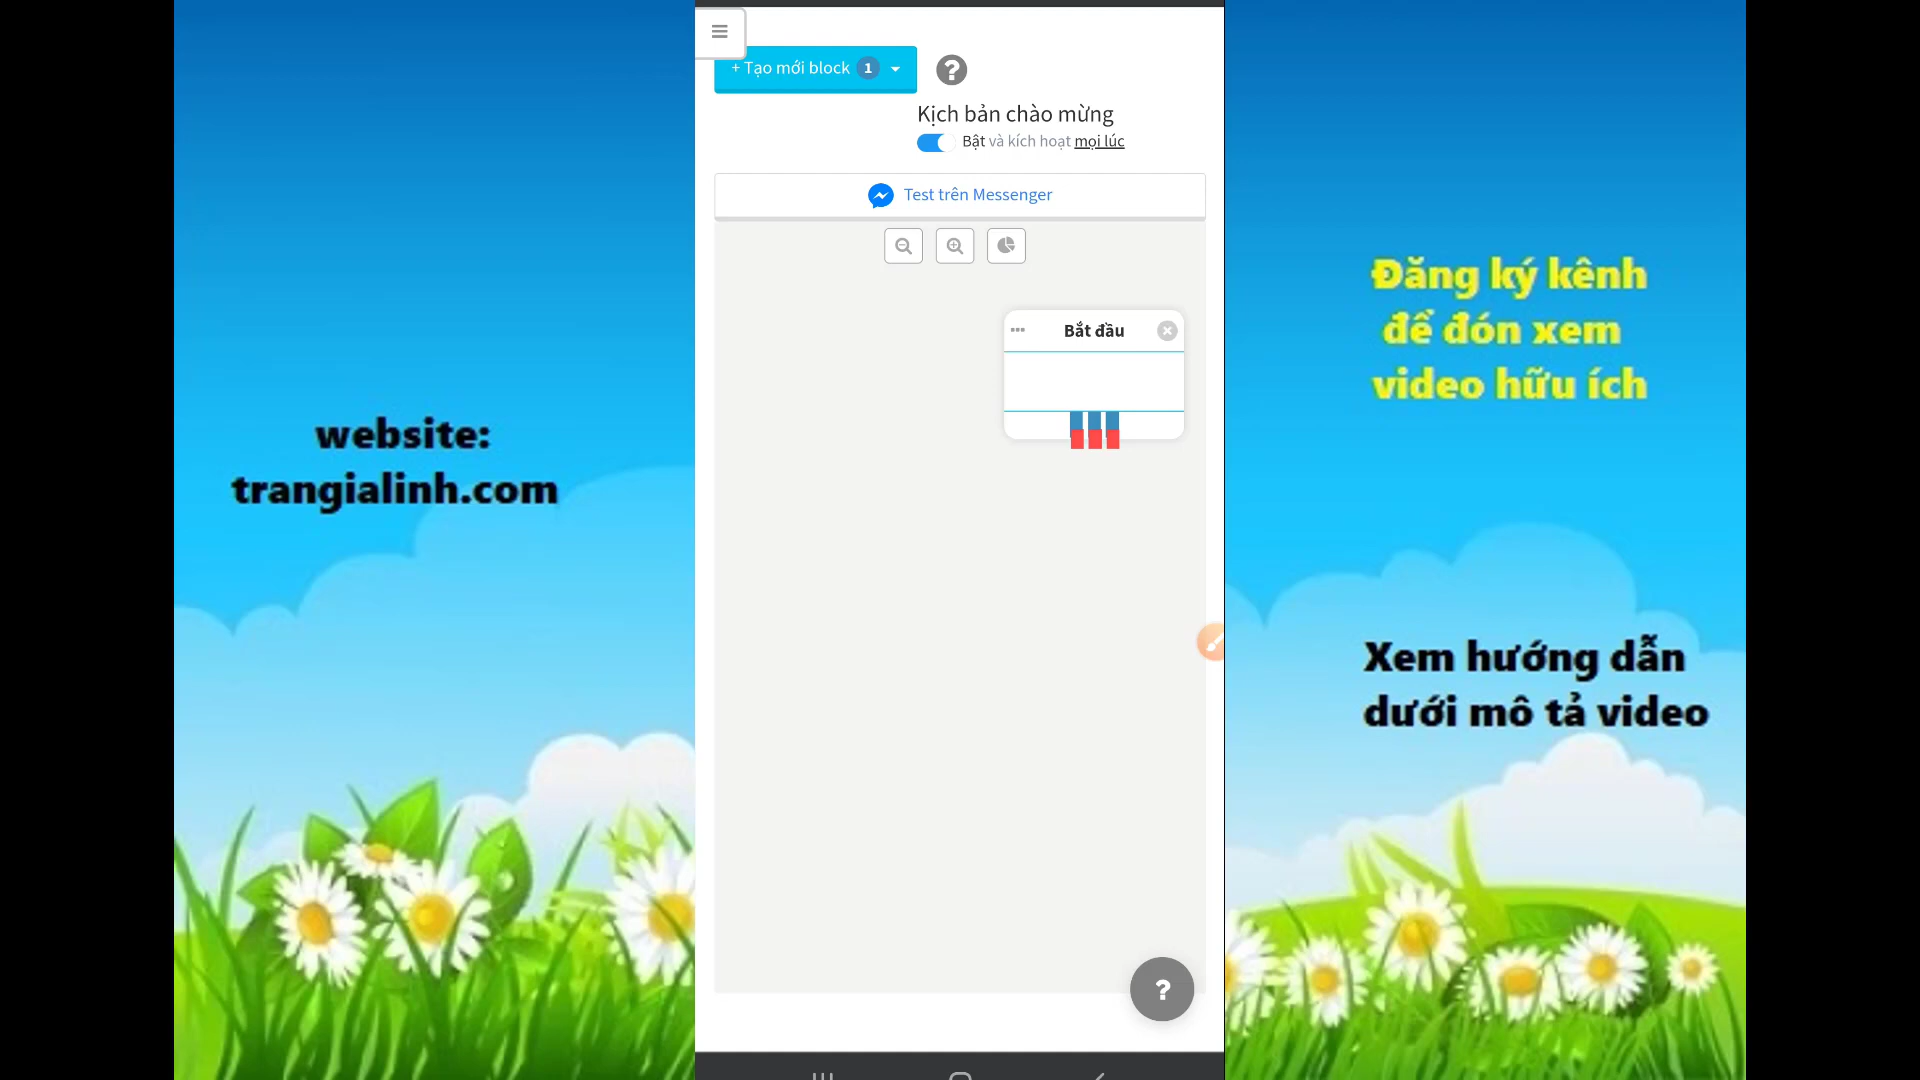 + Tạo mới block 1
Kịch bản chào mừng
Bật và kích hoạt mọi lúc
Test trên Messenger
Bắt đầu
website:
trangialinh.com
Đăng ký kênh
để đón xem
video hữu ích
Xem hướng dẫn
dưới mô tả video